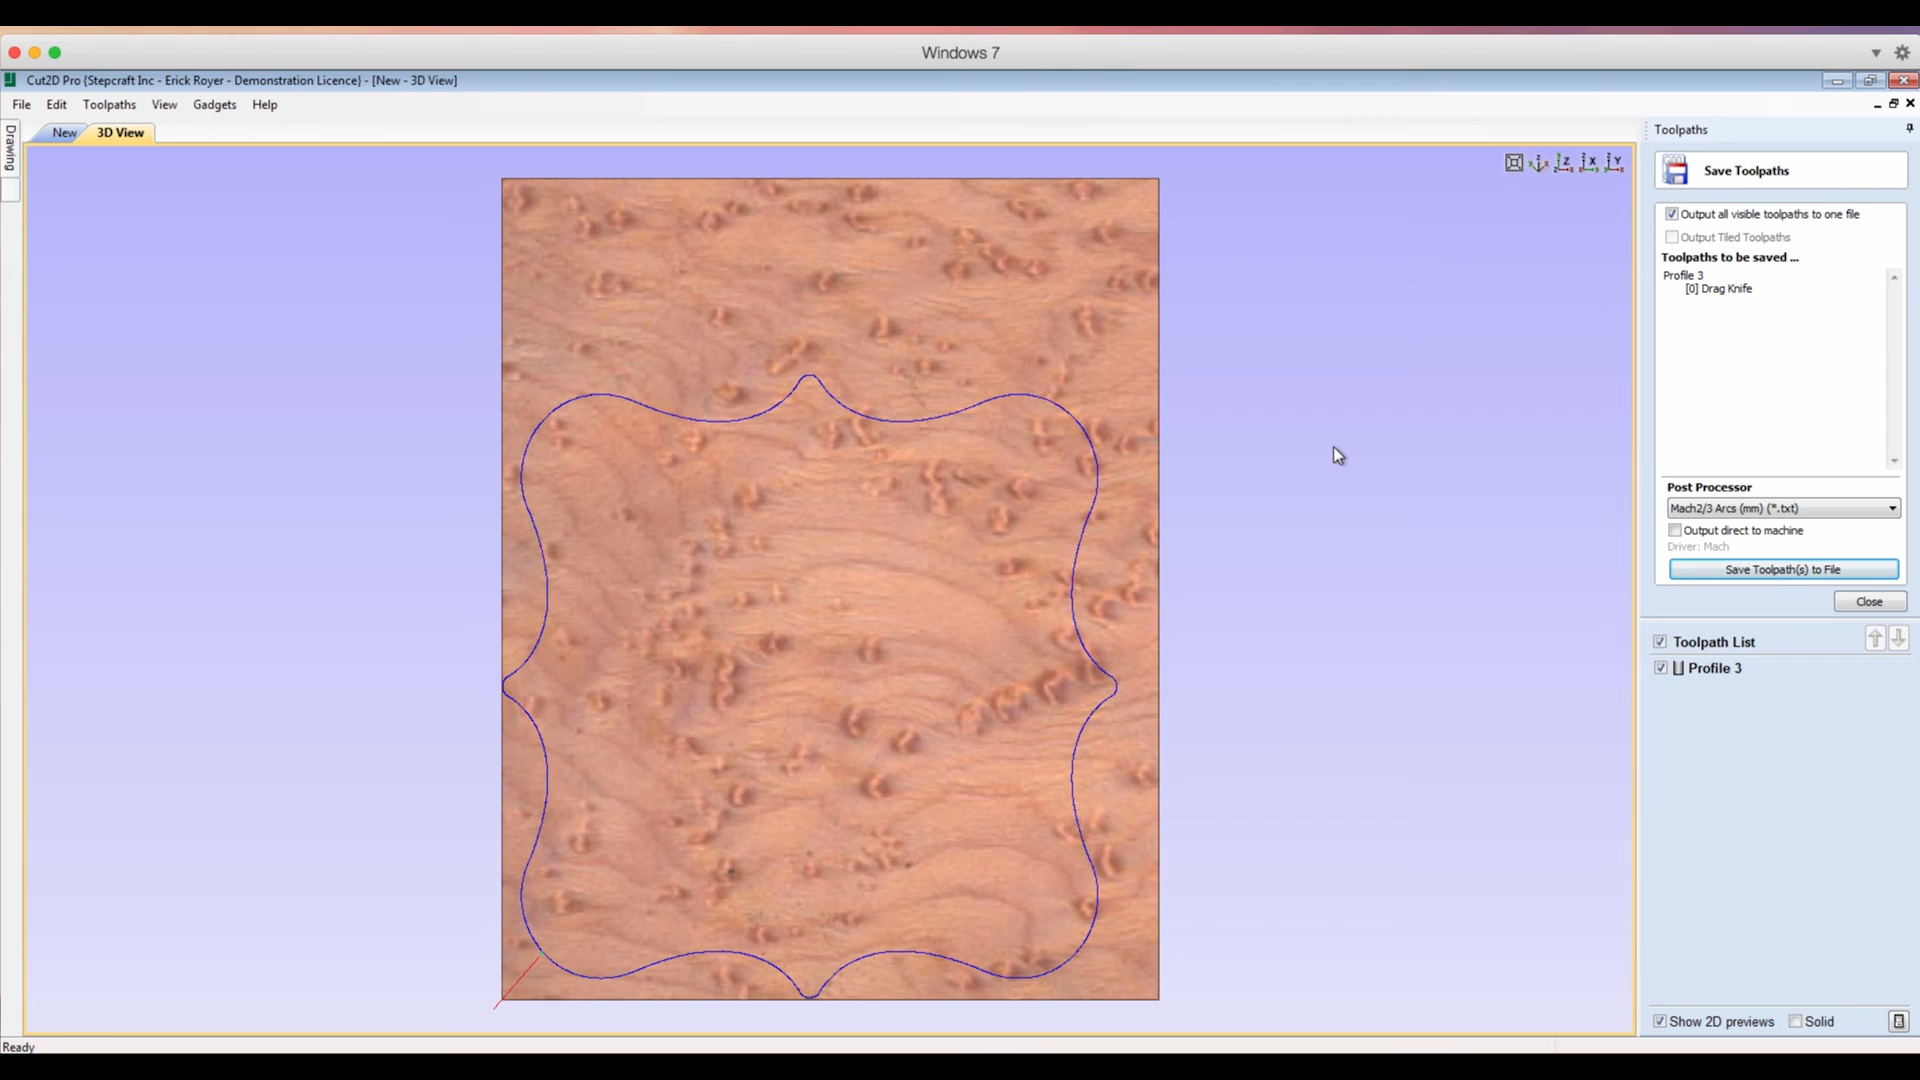 Windows 7
Cut2D Pro {Stepcraft Inc - Erick Royer - Demonstration Licence} - [New - 3D View]
File Edit Toolpaths View Gadgets Help
Drawing
New 3D View
Z X Y
Toolpaths
Save Toolpaths
Output all visible toolpaths to one file
Output Tiled Toolpaths
Toolpaths to be saved ...
Profile 3
[0] Drag Knife
Post Processor
Mach2/3 Arcs (mm) (*.txt)
Output direct to machine
Driver: Mach
Save Toolpath(s) to File
Close
Toolpath List
Profile 3
Show 2D previews Solid
Ready